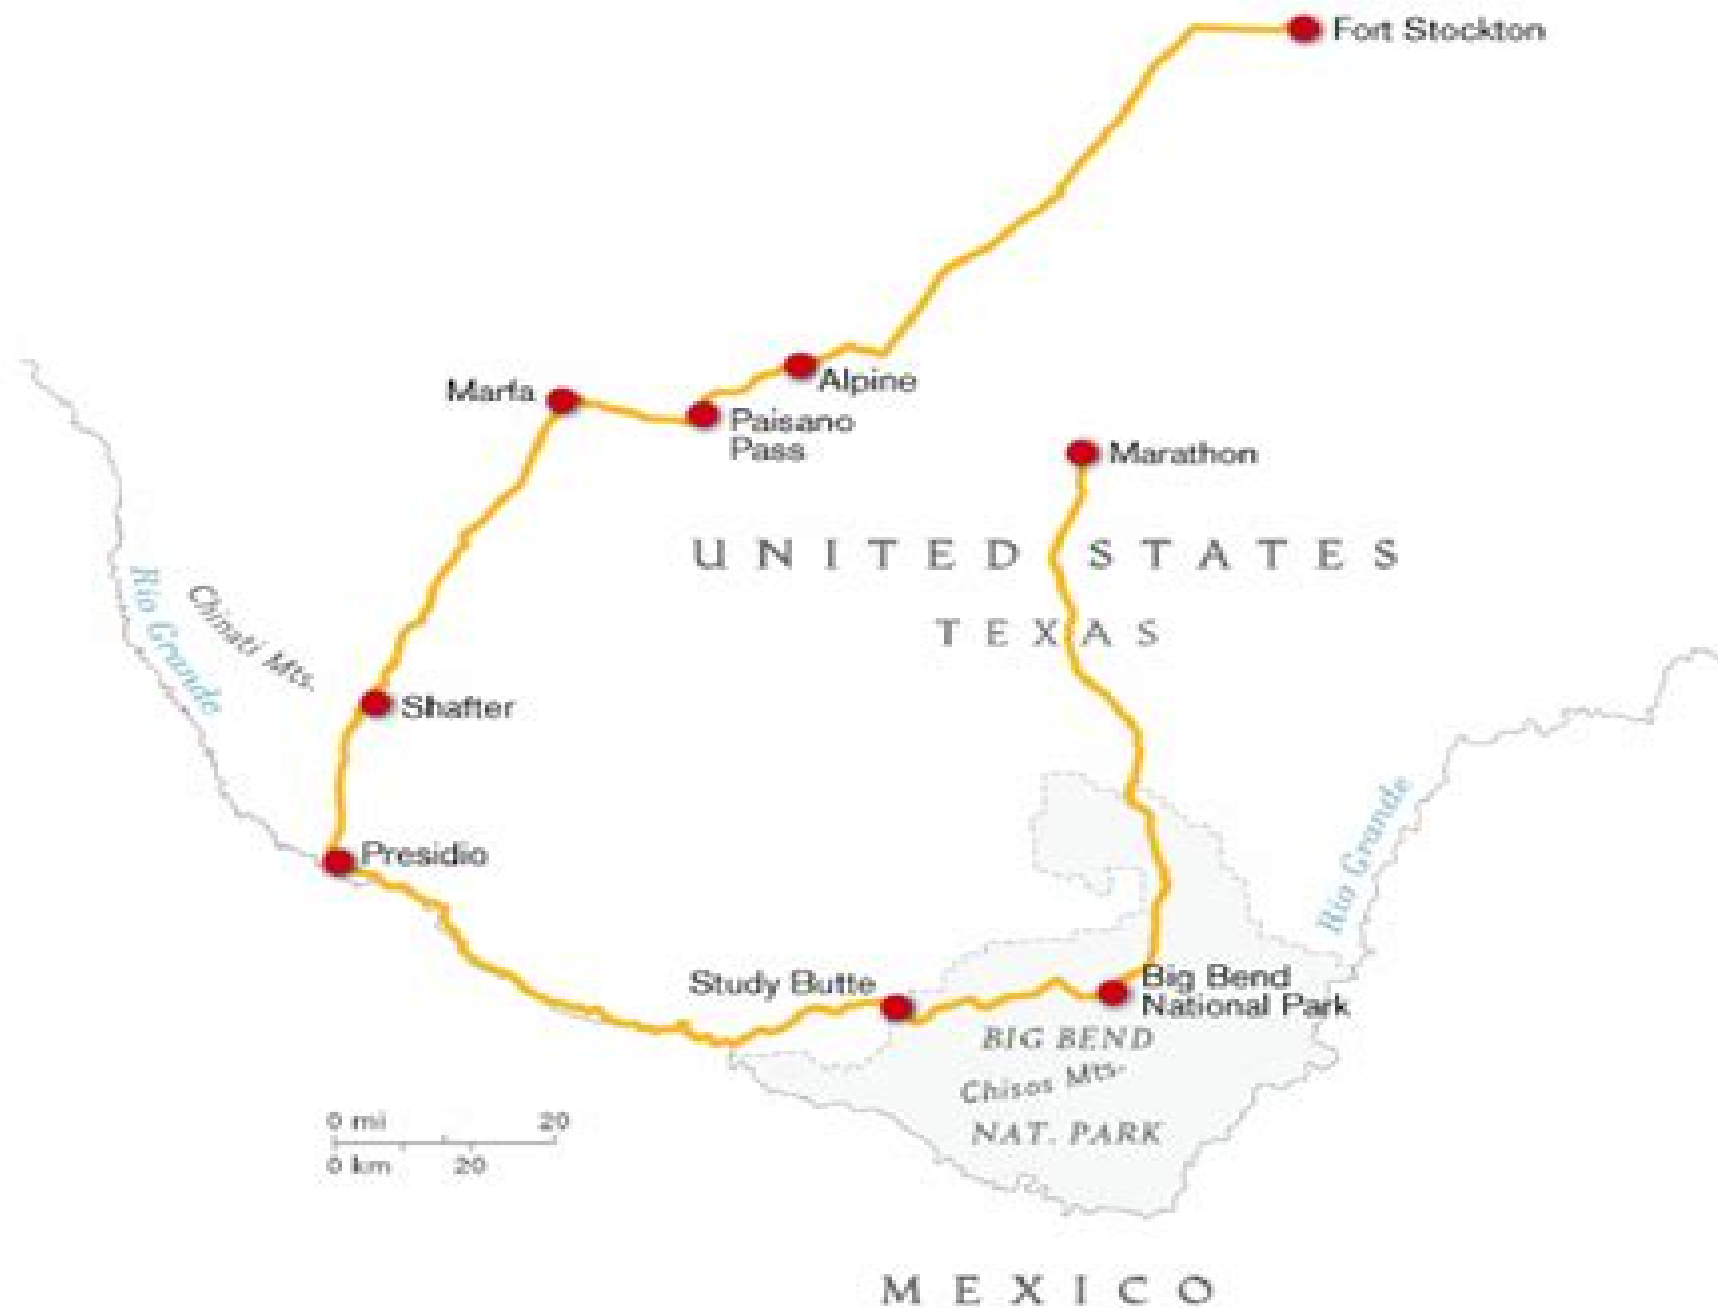 Fort Stockton
Marfa
Alpine
Paisano
Pass
Marathon
UNITED STATES
TEXAS
Rio Grande
Chinati Mts.
Shafter
Rio Grande
Presidio
Study Butte
Big Bend
National Park
BIG BEND
Chisos Mts.
NAT. PARK
0 mi 20
0 km 20
MEXICO